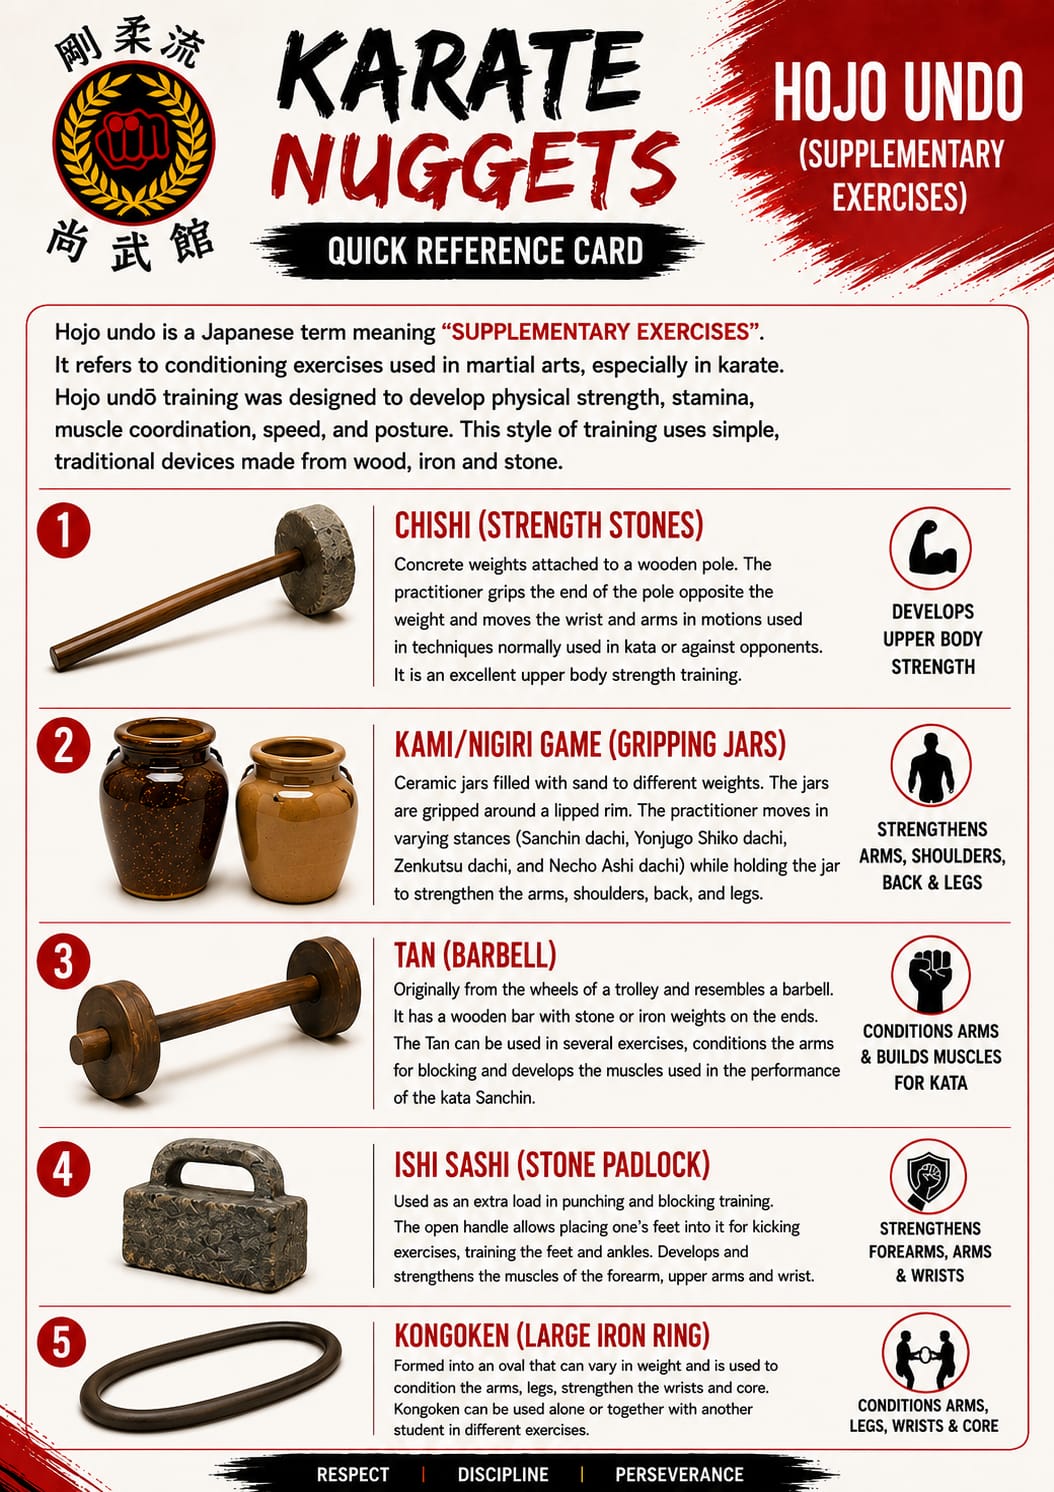 剛柔流
尚武館
KARATE
NUGGETS
QUICK REFERENCE CARD
HOJO UNDO
(SUPPLEMENTARY
EXERCISES)
Hojo undo is a Japanese term meaning “SUPPLEMENTARY EXERCISES”.
It refers to conditioning exercises used in martial arts, especially in karate.
Hojo undō training was designed to develop physical strength, stamina,
muscle coordination, speed, and posture. This style of training uses simple,
traditional devices made from wood, iron and stone.
1
CHISHI (STRENGTH STONES)
Concrete weights attached to a wooden pole. The
practitioner grips the end of the pole opposite the
weight and moves the wrist and arms in motions used
in techniques normally used in kata or against opponents.
It is an excellent upper body strength training.
DEVELOPS
UPPER BODY
STRENGTH
2
KAMI/NIGIRI GAME (GRIPPING JARS)
Ceramic jars filled with sand to different weights. The jars
are gripped around a lipped rim. The practitioner moves in
varying stances (Sanchin dachi, Yonjugo Shiko dachi,
Zenkutsu dachi, and Necho Ashi dachi) while holding the jar
to strengthen the arms, shoulders, back, and legs.
STRENGTHENS
ARMS, SHOULDERS,
BACK & LEGS
3
TAN (BARBELL)
Originally from the wheels of a trolley and resembles a barbell.
It has a wooden bar with stone or iron weights on the ends.
The Tan can be used in several exercises, conditions the arms
for blocking and develops the muscles used in the performance
of the kata Sanchin.
CONDITIONS ARMS
& BUILDS MUSCLES
FOR KATA
4
ISHI SASHI (STONE PADLOCK)
Used as an extra load in punching and blocking training.
The open handle allows placing one’s feet into it for kicking
exercises, training the feet and ankles. Develops and
strengthens the muscles of the forearm, upper arms and wrist.
STRENGTHENS
FOREARMS, ARMS
& WRISTS
5
KONGOKEN (LARGE IRON RING)
Formed into an oval that can vary in weight and is used to
condition the arms, legs, strengthen the wrists and core.
Kongoken can be used alone or together with another
student in different exercises.
CONDITIONS ARMS,
LEGS, WRISTS & CORE
RESPECT | DISCIPLINE | PERSEVERANCE